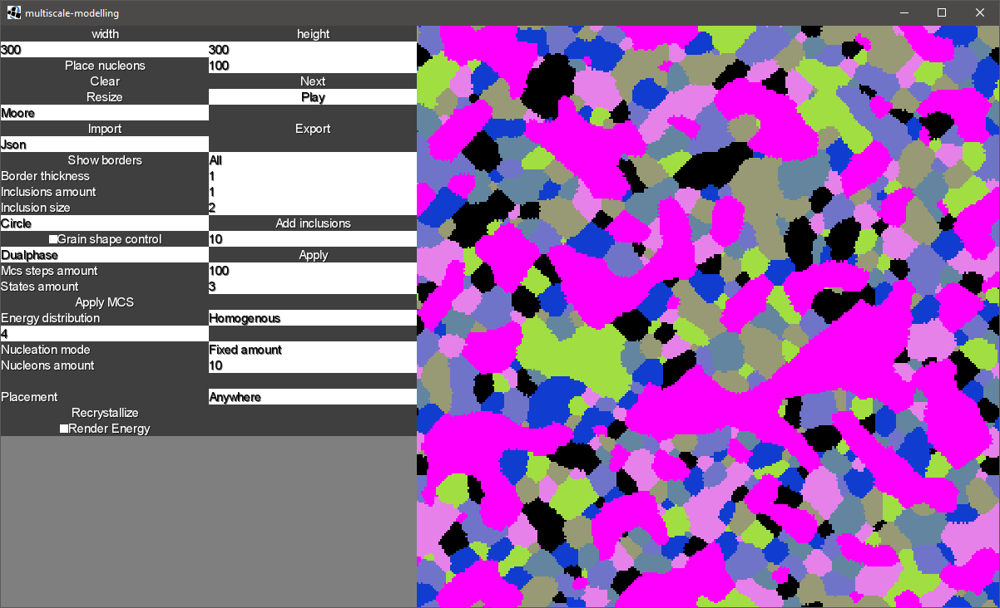 multiscale-modelling
width height
300 300
Place nucleons 100
Clear Next
Resize Play
Moore
Import Export
Json
Show borders All
Border thickness 1
Inclusions amount 1
Inclusion size 2
Circle Add inclusions
Grain shape control 10
Dualphase Apply
Mcs steps amount 100
States amount 3
Apply MCS
Energy distribution Homogenous
4
Nucleation mode Fixed amount
Nucleons amount 10
Placement Anywhere
Recrystallize
Render Energy